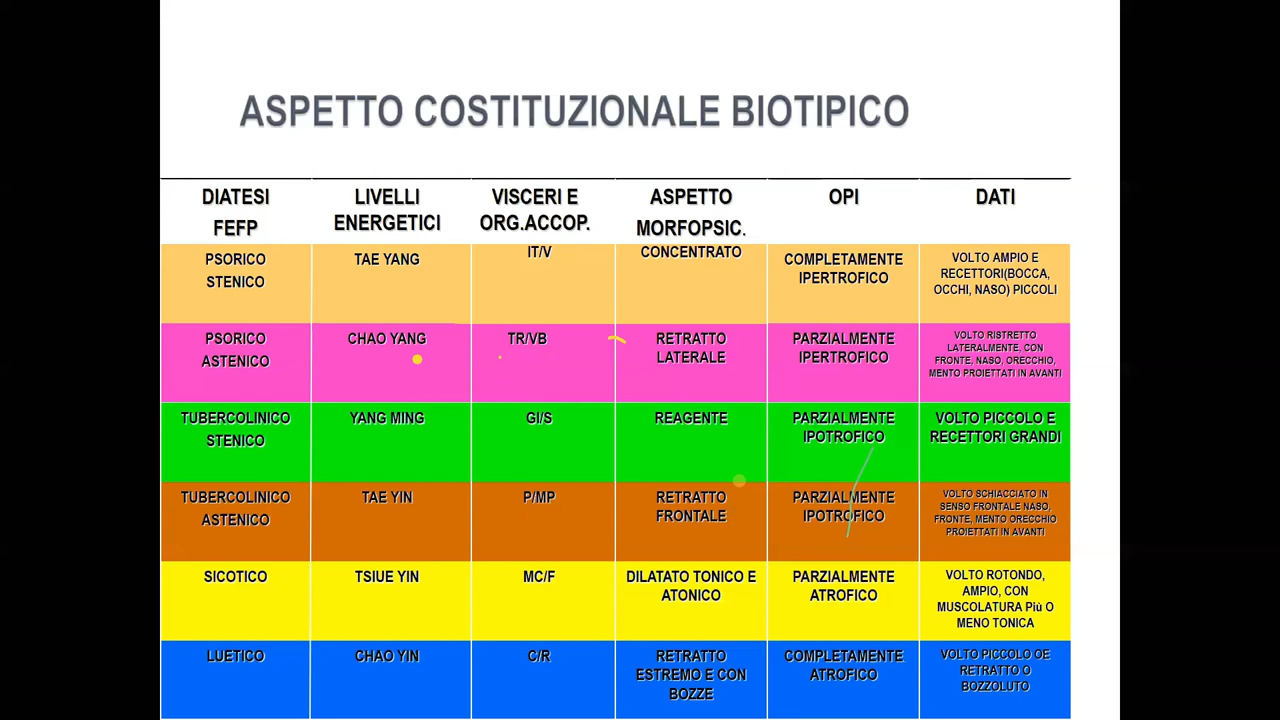 ASPETTO COSTITUZIONALE BIOTIPICO
DIATESI
FEFP
LIVELLI
ENERGETICI
VISCERI E
ORG.ACCOP.
ASPETTO
MORFOPSIC.
OPI
DATI
PSORICO
STENICO
TAE YANG
IT/V
CONCENTRATO
COMPLETAMENTE
IPERTROFICO
VOLTO AMPIO E
RECETTORI(BOCCA,
OCCHI, NASO) PICCOLI
PSORICO
ASTENICO
CHAO YANG
TR/VB
RETRATTO
LATERALE
PARZIALMENTE
IPERTROFICO
VOLTO RISTRETTO
LATERALMENTE, CON
FRONTE, NASO, ORECCHIO,
MENTO PROIETTATI IN AVANTI
TUBERCOLINICO
STENICO
YANG MING
GI/S
REAGENTE
PARZIALMENTE
IPOTROFICO
VOLTO PICCOLO E
RECETTORI GRANDI
TUBERCOLINICO
ASTENICO
TAE YIN
P/MP
RETRATTO
FRONTALE
PARZIALMENTE
IPOTROFICO
VOLTO SCHIACCIATO IN
SENSO FRONTALE NASO,
FRONTE, MENTO ORECCHIO
PROIETTATI IN AVANTI
SICOTICO
TSIUE YIN
MC/F
DILATATO TONICO E
ATONICO
PARZIALMENTE
ATROFICO
VOLTO ROTONDO,
AMPIO, CON
MUSCOLATURA Più O
MENO TONICA
LUETICO
CHAO YIN
C/R
RETRATTO
ESTREMO E CON
BOZZE
COMPLETAMENTE
ATROFICO
VOLTO PICCOLO OE
RETRATTO O
BOZZOLUTO